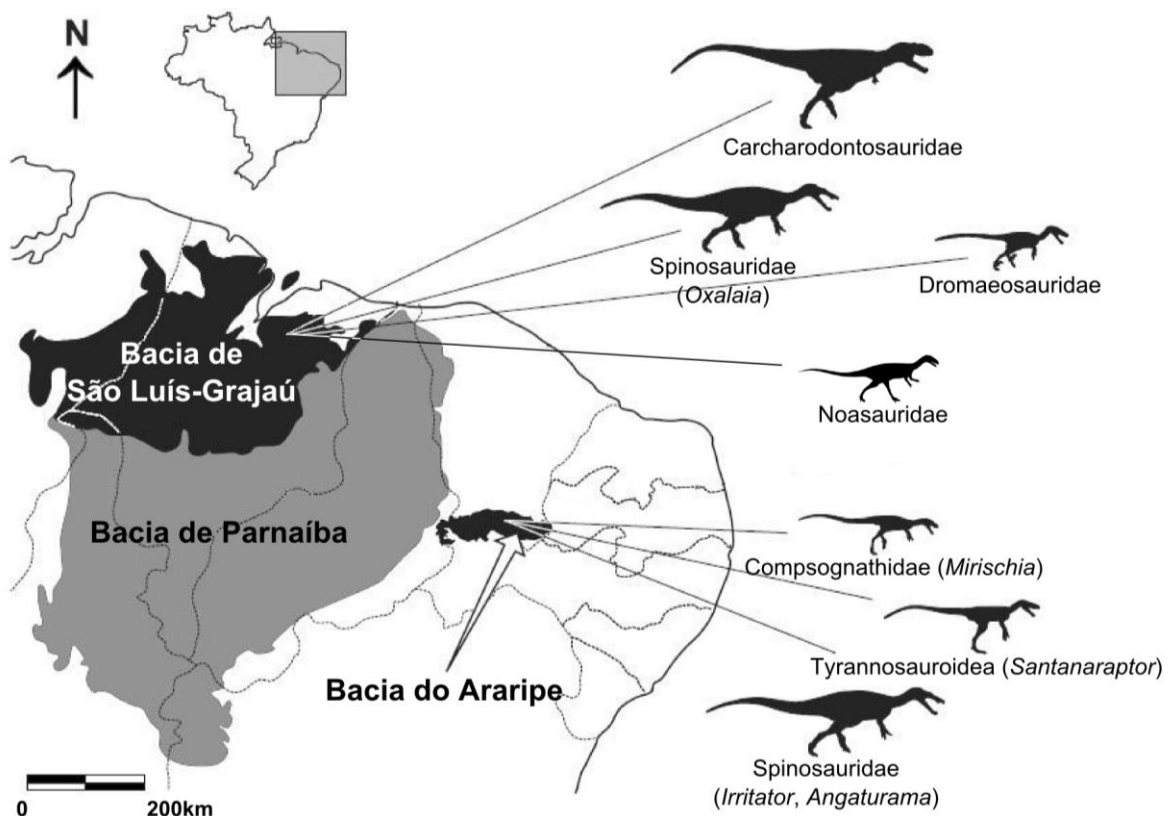 N
Carcharodontosauridae
Spinosauridae
(Oxalaia)
Dromaeosauridae
Bacia de
São Luís-Grajaú
Noasauridae
Bacia de Parnaíba
Compsognathidae (Mirischia)
Tyrannosauroidea (Santanaraptor)
Bacia do Araripe
Spinosauridae
(Irritator, Angaturama)
0 200km